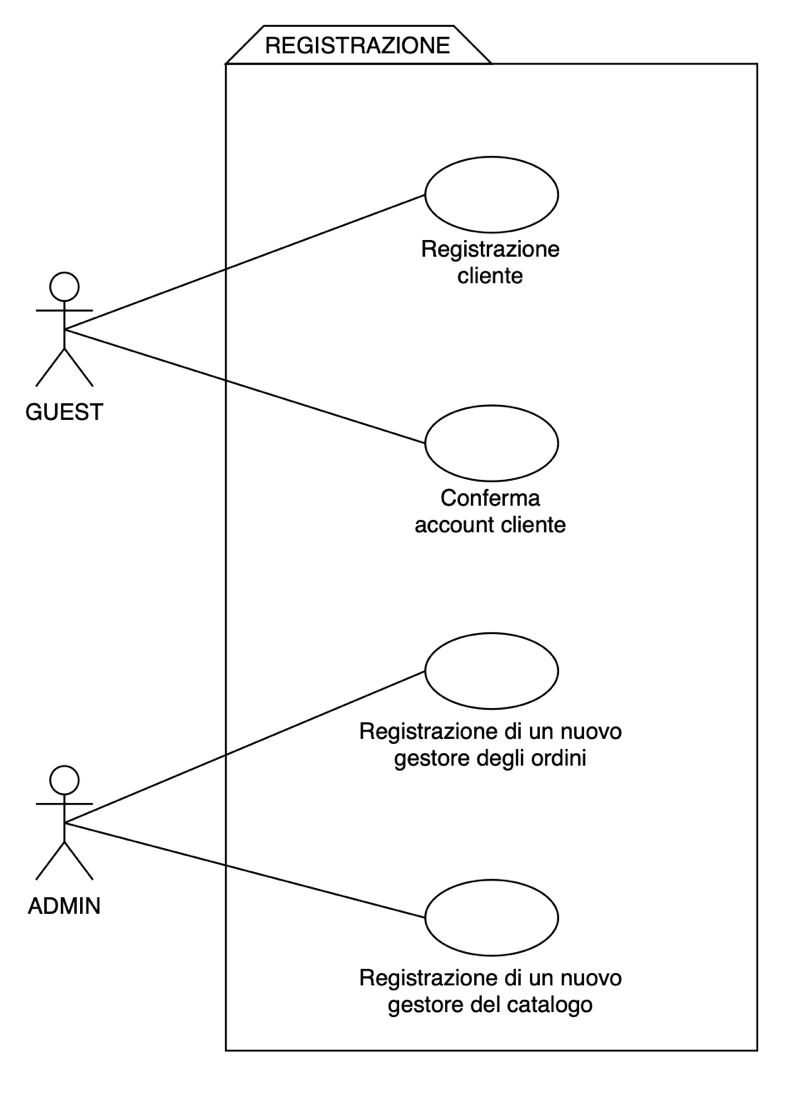 REGISTRAZIONE
Registrazione
cliente
GUEST
Conferma
account cliente
Registrazione di un nuovo
gestore degli ordini
ADMIN
Registrazione di un nuovo
gestore del catalogo